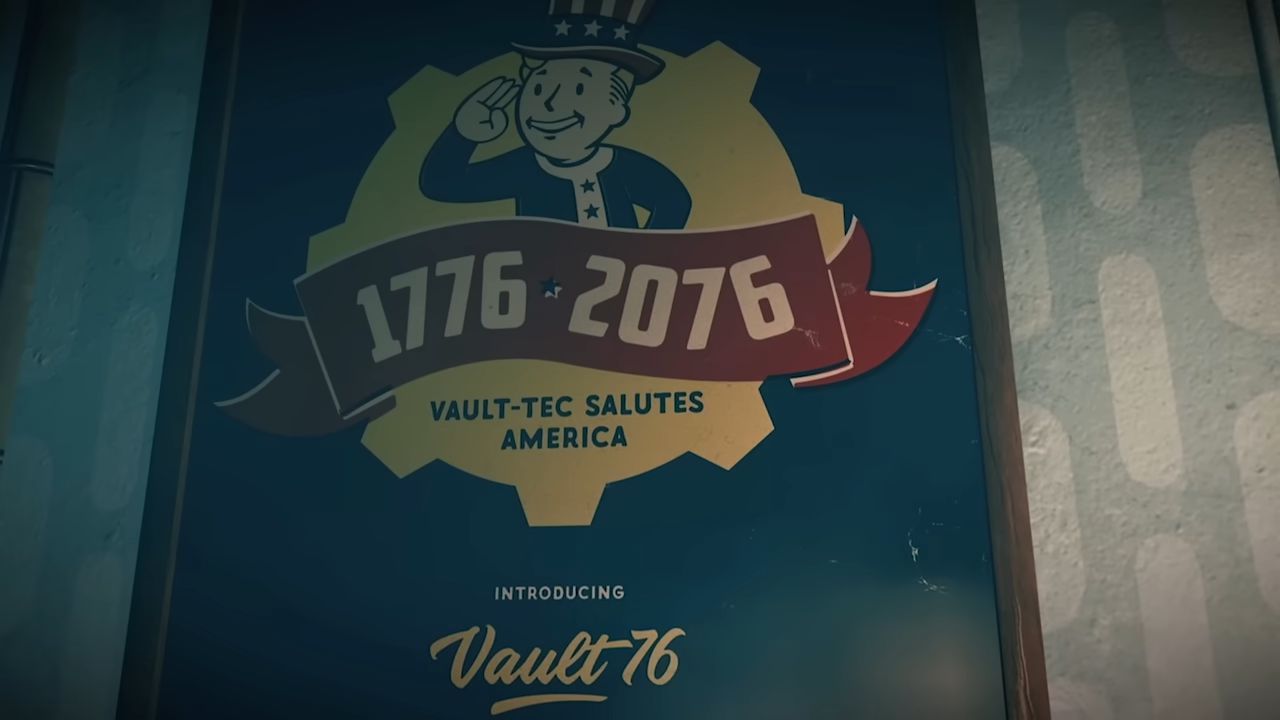 1776 ★ 2076
VAULT-TEC SALUTES
AMERICA
INTRODUCING
Vault 76